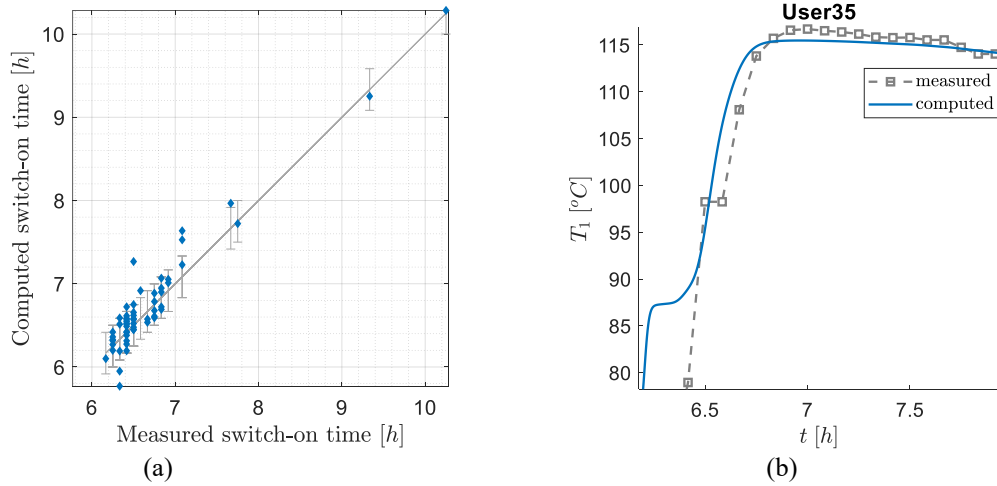 Computed switch-on time [h]
10
9
8
7
6
6 7 8 9 10
Measured switch-on time [h]
(a)
User35
T_1 [°C]
115
110
105
100
95
90
85
80
measured
computed
6.5 7 7.5
t [h]
(b)